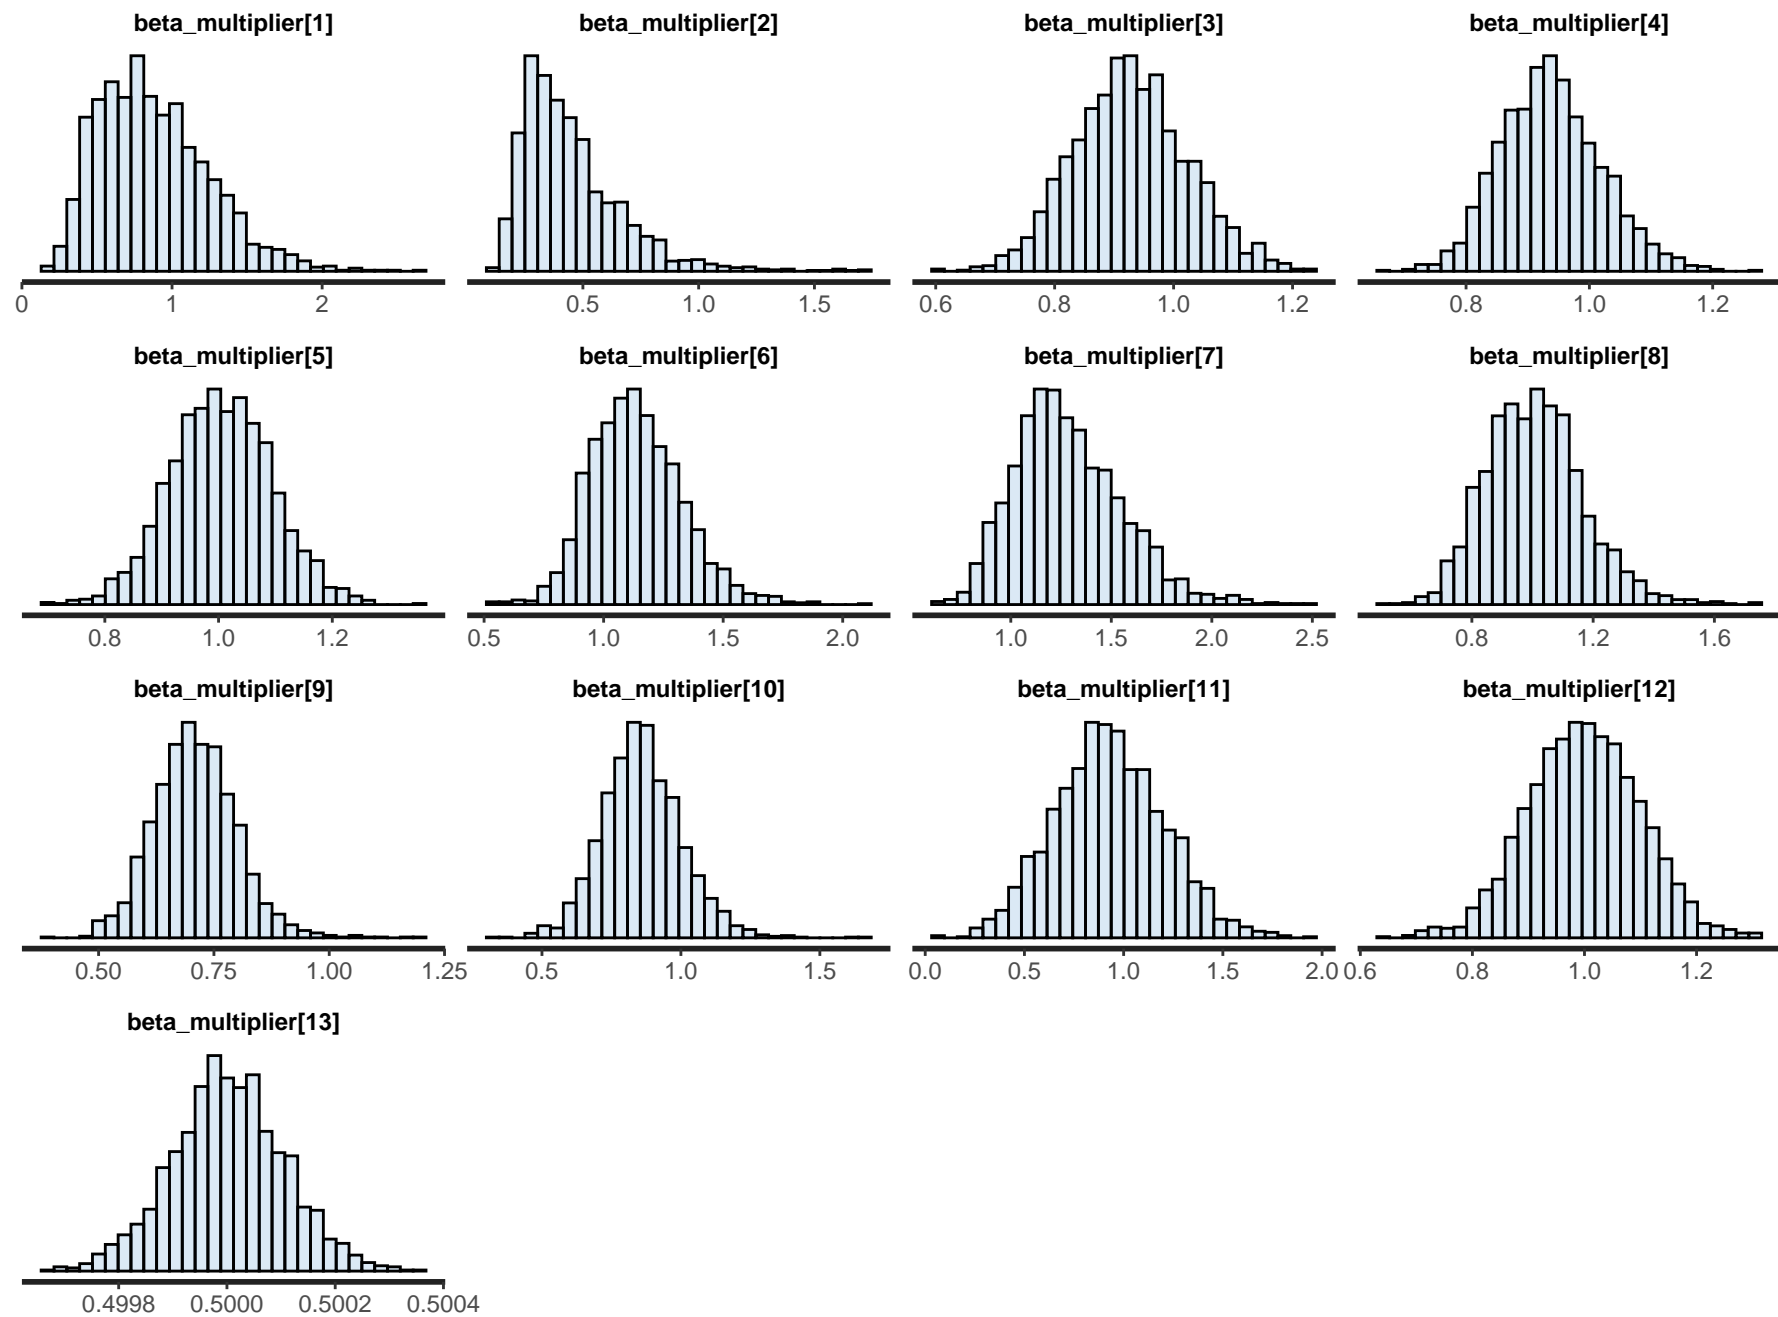 beta_multiplier[1] beta_multiplier[2] beta_multiplier[3] beta_multiplier[4]
0 1 2 0.5 1.0 1.5 0.6 0.8 1.0 1.2 0.8 1.0 1.2
beta_multiplier[5] beta_multiplier[6] beta_multiplier[7] beta_multiplier[8]
0.8 1.0 1.2 0.5 1.0 1.5 2.0 1.0 1.5 2.0 2.5 0.8 1.2 1.6
beta_multiplier[9] beta_multiplier[10] beta_multiplier[11] beta_multiplier[12]
0.50 0.75 1.00 1.25 0.5 1.0 1.5 0.0 0.5 1.0 1.5 2.0 0.6 0.8 1.0 1.2
beta_multiplier[13]
0.4998 0.5000 0.5002 0.5004